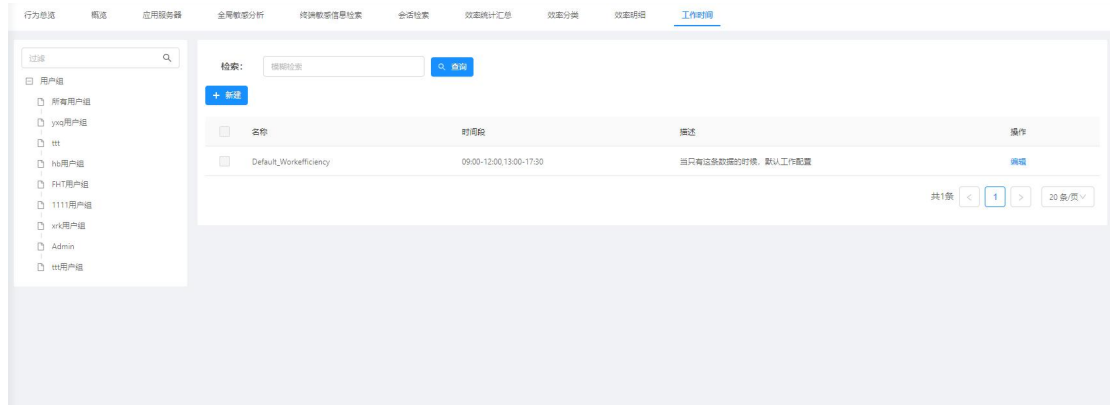 行为总览 概览 应用服务器 全局敏感分析 终端敏感信息检索 会话检索 效率统计汇总 效率分类 效率明细 工作时间
过滤
用户组
所有用户组
yxq用户组
ttt
hb用户组
FHT用户组
1111用户组
xrk用户组
Admin
ttt用户组
检索: 模糊检索 查询
+ 新建
名称 时间段 描述 操作
Default_Workefficiency 09:00-12:00,13:00-17:30 当只有这条数据的时候，默认工作配置 编辑
共1条 < 1 > 20 条/页